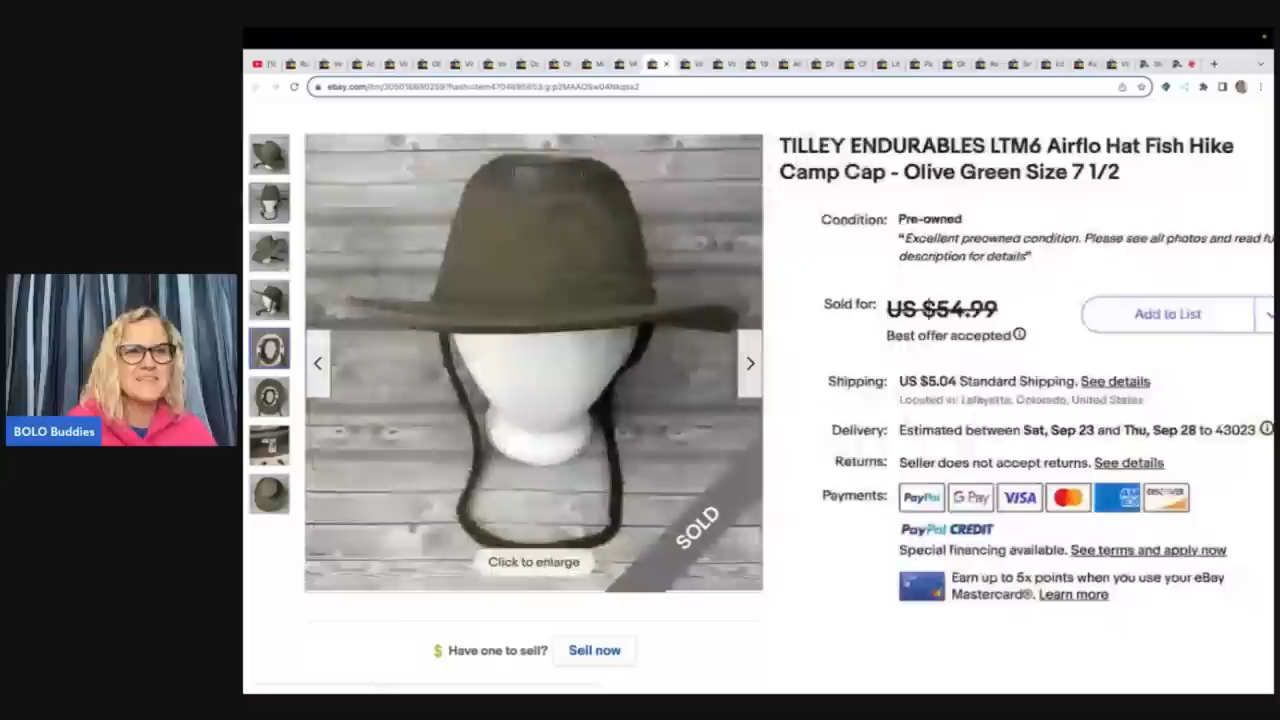 ebay.com/itm/
TILLEY ENDURABLES LTM6 Airflo Hat Fish Hike
Camp Cap - Olive Green Size 7 1/2
Condition: Pre-owned
"Excellent preowned condition. Please see all photos and read fu
description for details"
Sold for: US $54.99
Add to List
Best offer accepted
Shipping: US $5.04 Standard Shipping. See details
Located in: Lafayette, Colorado, United States
Delivery: Estimated between Sat, Sep 23 and Thu, Sep 28 to 43023
Returns: Seller does not accept returns. See details
Payments: PayPal G Pay VISA DISCOVER
PayPal CREDIT
Special financing available. See terms and apply now
Earn up to 5x points when you use your eBay
Mastercard®. Learn more
SOLD
Click to enlarge
$ Have one to sell? Sell now
BOLO Buddies